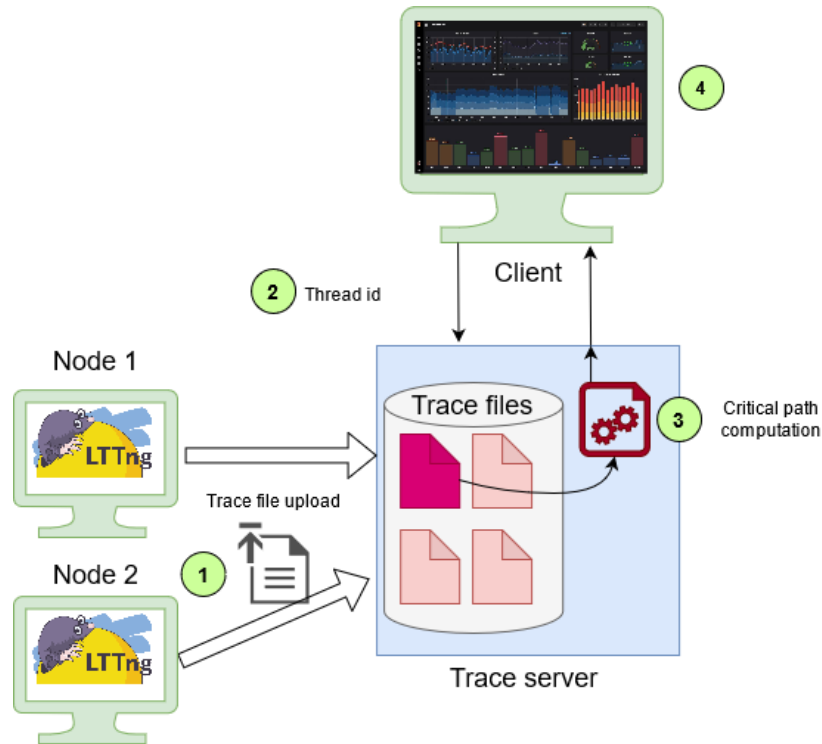 4
Client
2
Thread id
Node 1
Trace files
3
Critical path
computation
LTTng
Trace file upload
Node 2
1
LTTng
Trace server